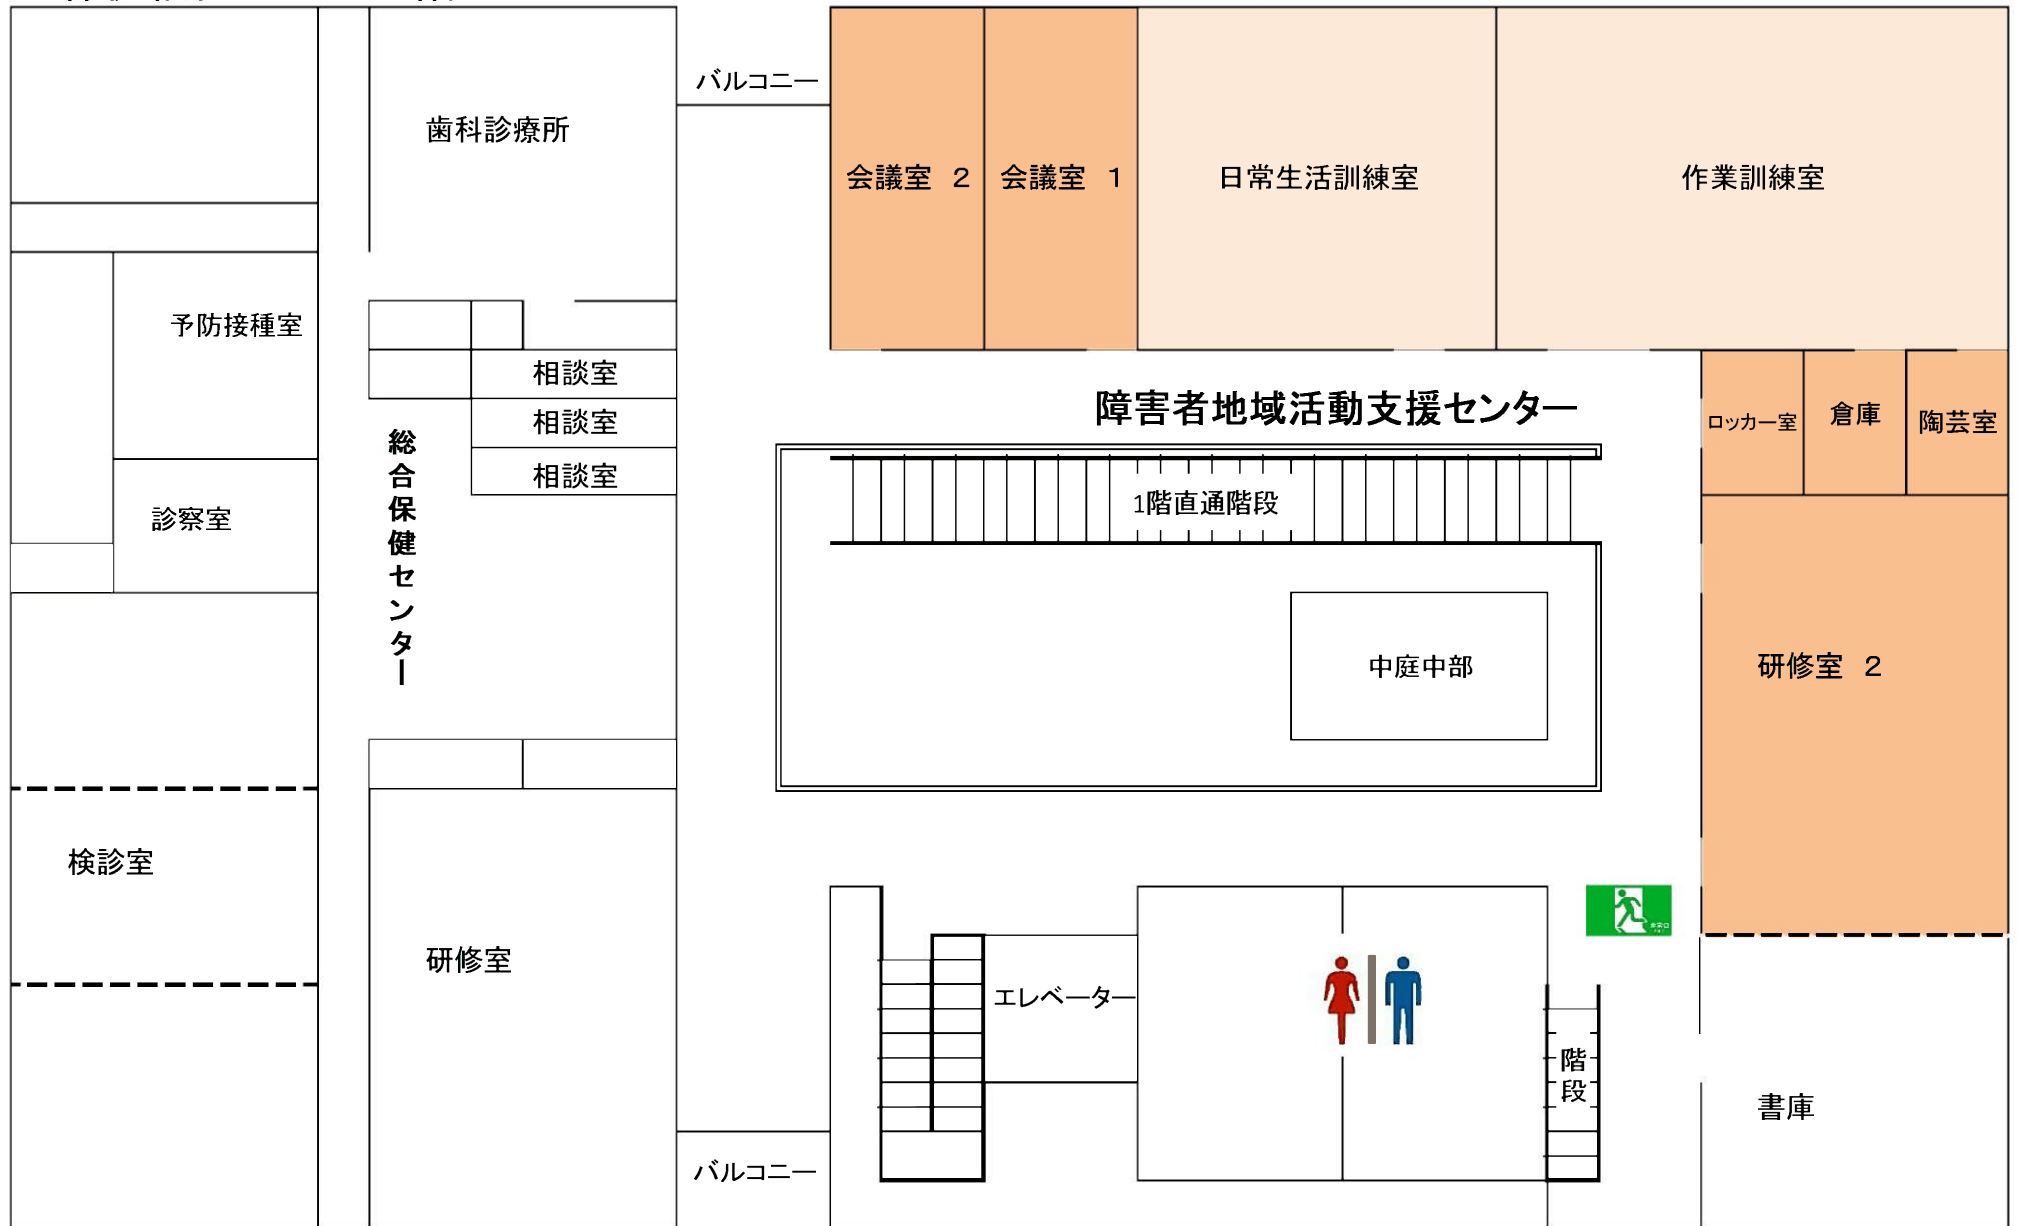 バルコニー
歯科診療所
会議室 2
会議室 1
日常生活訓練室
作業訓練室
予防接種室
相談室
相談室
相談室
障害者地域活動支援センター
ロッカー室
倉庫
陶芸室
総合保健センター
1階直通階段
診察室
中庭中部
研修室 2
検診室
研修室
エレベーター
階段
書庫
バルコニー